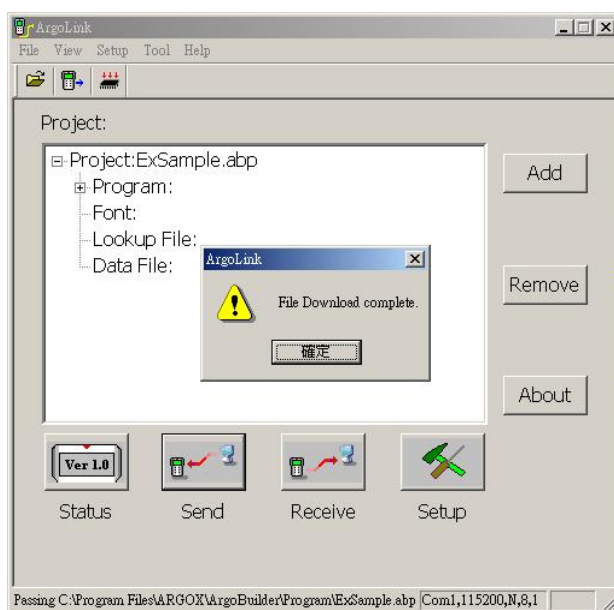 ArgoLink
File View Setup Tool Help
Project:
Project:ExSample.abp
Program:
Font:
Lookup File:
Data File:
Add
Remove
About
ArgoLink
File Download complete.
確定
Ver 1.0
Status Send Receive Setup
Passing C:\Program Files\ARGOX\ArgoBuilder\Program\ExSample.abp Com1,115200,N,8,1